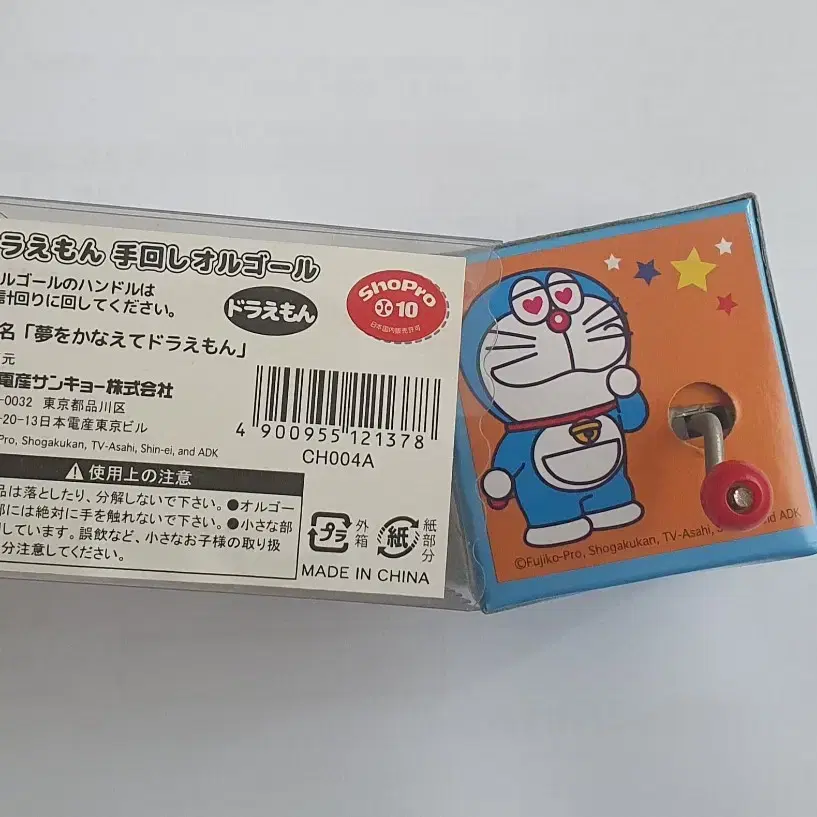 ラえもん 手回しオルゴール
ルゴールのハンドルは
計回りに回してください。
ドラえもん
ShoPro
10
日本国内販売許可
名「夢をかなえてドラえもん」
元
電産サンキョー株式会社
-0032 東京都品川区
-20-13日本電産東京ビル
Pro, Shogakukan, TV-Asahi, Shin-ei, and ADK
4 900955 121378
CH004A
使用上の注意
品は落としたり、分解しないで下さい。●オルゴー
部には絶対に手を触れないで下さい。●小さな部
しています。誤飲など、小さなお子様の取り扱
分注意してください。
プラ
外箱
紙
紙部分
MADE IN CHINA
©Fujiko-Pro, Shogakukan, TV-Asahi, and ADK